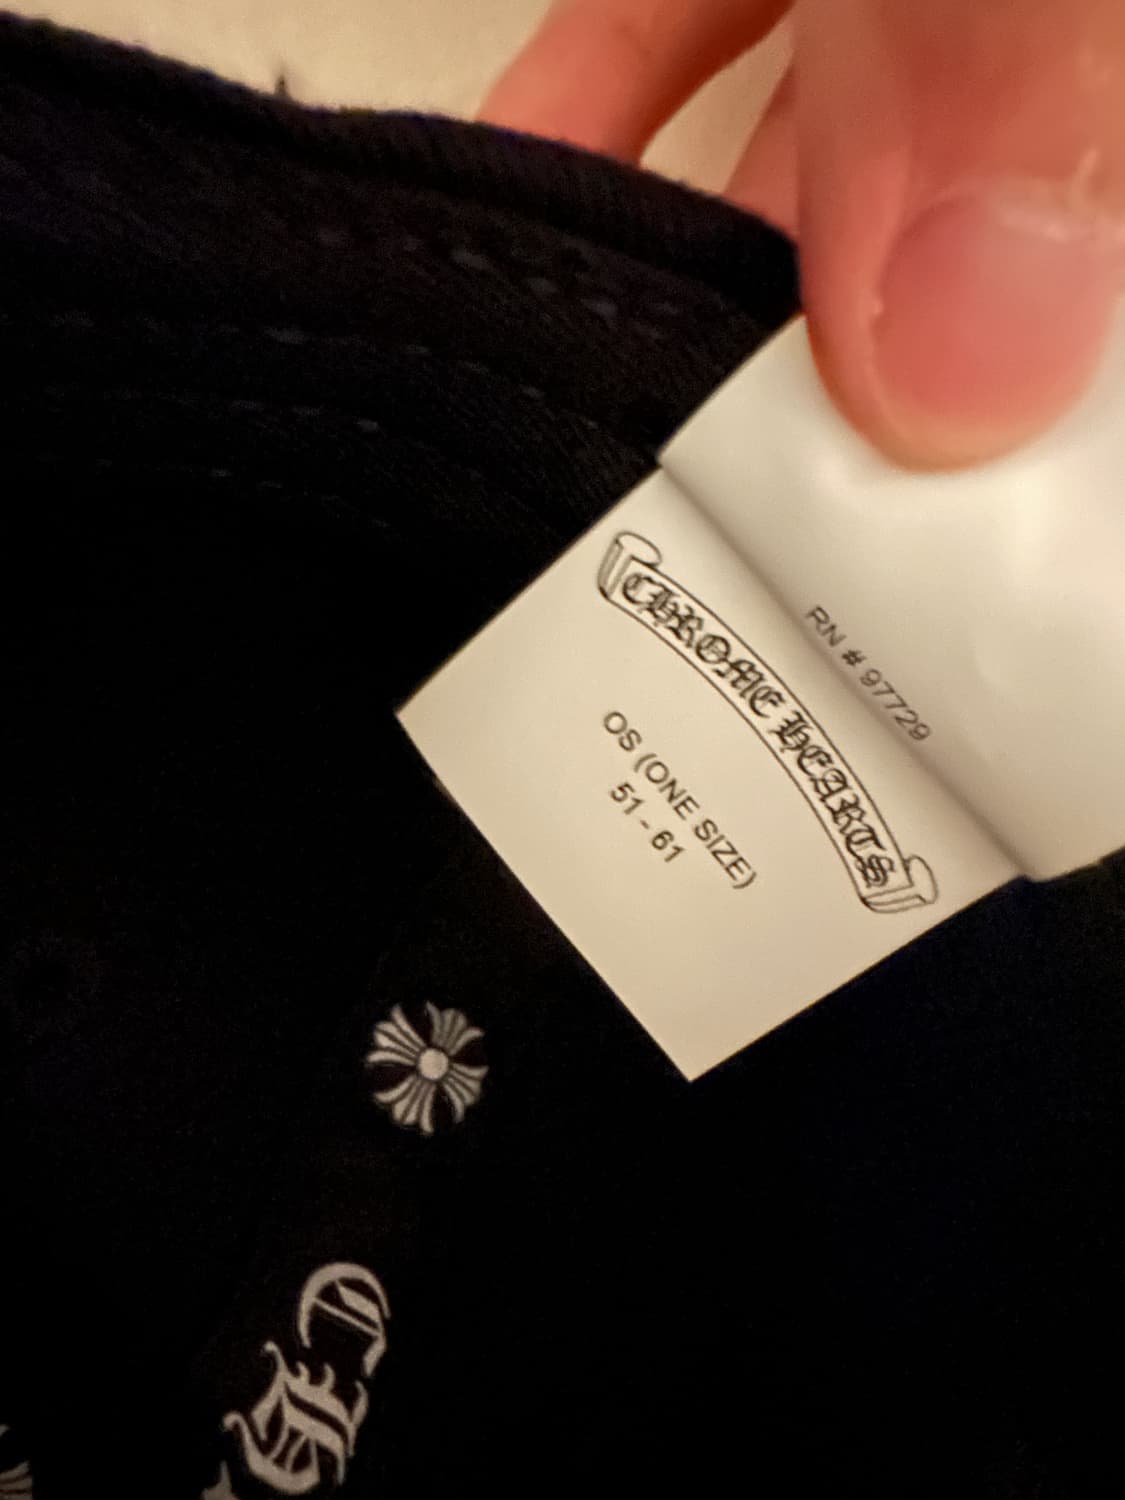 RN # 97729
CHROME HEARTS
OS (ONE SIZE)
51 - 61